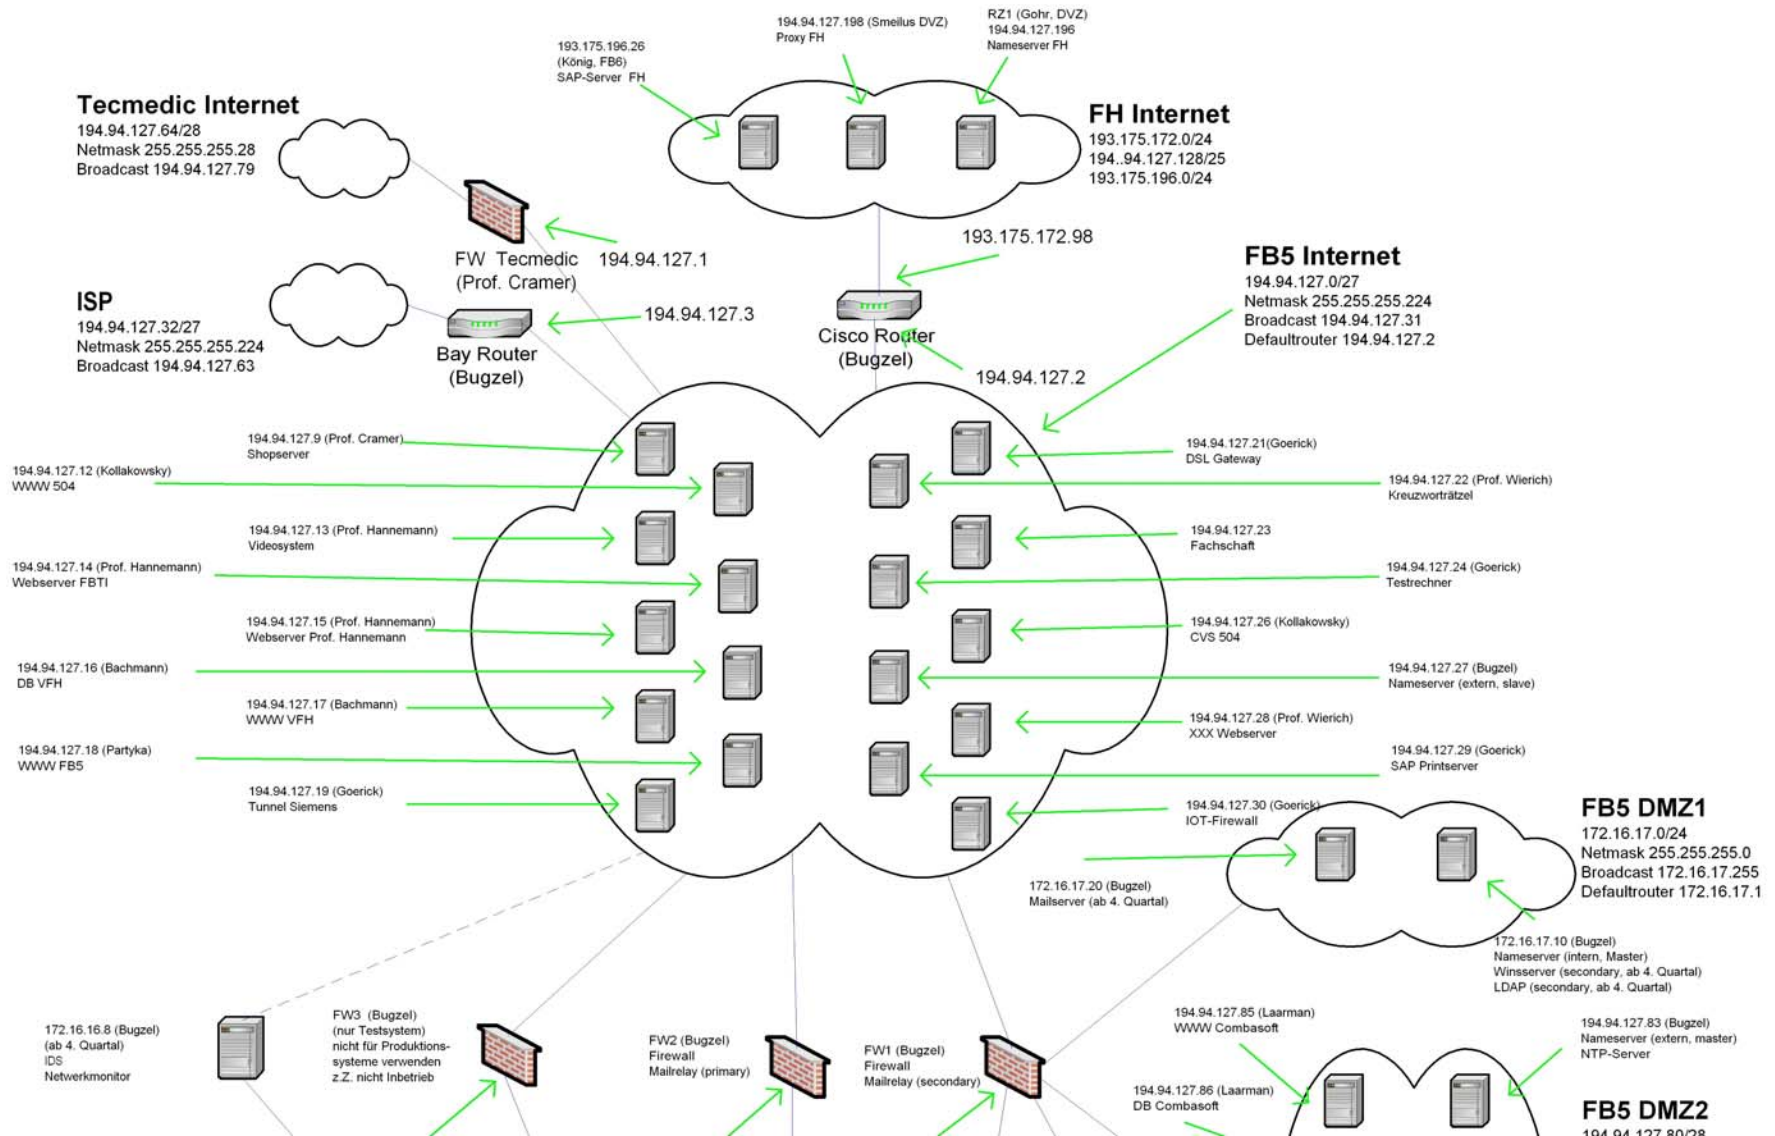 194.94.127.198 (Smeilus DVZ)
Proxy FH
RZ1 (Gohr, DVZ)
194.94.127.196
Nameserver FH
193.175.196.26
(König, FB6)
SAP-Server FH
Tecmedic Internet
194.94.127.64/28
Netmask 255.255.255.28
Broadcast 194.94.127.79
FH Internet
193.175.172.0/24
194..94.127.128/25
193.175.196.0/24
FW Tecmedic
(Prof. Cramer)
194.94.127.1
193.175.172.98
FB5 Internet
194.94.127.0/27
Netmask 255.255.255.224
Broadcast 194.94.127.31
Defaultrouter 194.94.127.2
ISP
194.94.127.32/27
Netmask 255.255.255.224
Broadcast 194.94.127.63
194.94.127.3
Bay Router
(Bugzel)
Cisco Router
(Bugzel)
194.94.127.2
194.94.127.9 (Prof. Cramer)
Shopserver
194.94.127.12 (Kollakowsky)
WWW 504
194.94.127.13 (Prof. Hannemann)
Videosystem
194.94.127.14 (Prof. Hannemann)
Webserver FBTI
194.94.127.15 (Prof. Hannemann)
Webserver Prof. Hannemann
194.94.127.16 (Bachmann)
DB VFH
194.94.127.17 (Bachmann)
WWW VFH
194.94.127.18 (Partyka)
WWW FB5
194.94.127.19 (Goerick)
Tunnel Siemens
194.94.127.21(Goerick)
DSL Gateway
194.94.127.22 (Prof. Wierich)
Kreuzworträtzel
194.94.127.23
Fachschaft
194.94.127.24 (Goerick)
Testrechner
194.94.127.26 (Kollakowsky)
CVS 504
194.94.127.27 (Bugzel)
Nameserver (extern, slave)
194.94.127.28 (Prof. Wierich)
XXX Webserver
194.94.127.29 (Goerick)
SAP Printserver
194.94.127.30 (Goerick)
IOT-Firewall
FB5 DMZ1
172.16.17.0/24
Netmask 255.255.255.0
Broadcast 172.16.17.255
Defaultrouter 172.16.17.1
172.16.17.20 (Bugzel)
Mailserver (ab 4. Quartal)
172.16.17.10 (Bugzel)
Nameserver (intern, Master)
Winsserver (secondary, ab 4. Quartal)
LDAP (secondary, ab 4. Quartal)
172.16.16.8 (Bugzel)
(ab 4. Quartal)
IDS
Netwerkmonitor
FW3 (Bugzel)
(nur Testsystem)
nicht für Produktions-
systeme verwenden
z.Z. nicht Inbetrieb
FW2 (Bugzel)
Firewall
Mailrelay (primary)
FW1 (Bugzel)
Firewall
Mailrelay (secondary)
194.94.127.85 (Laarman)
WWW Combasoft
194.94.127.83 (Bugzel)
Nameserver (extern, master)
NTP-Server
194.94.127.86 (Laarman)
DB Combasoft
FB5 DMZ2
194.94.127.80/28